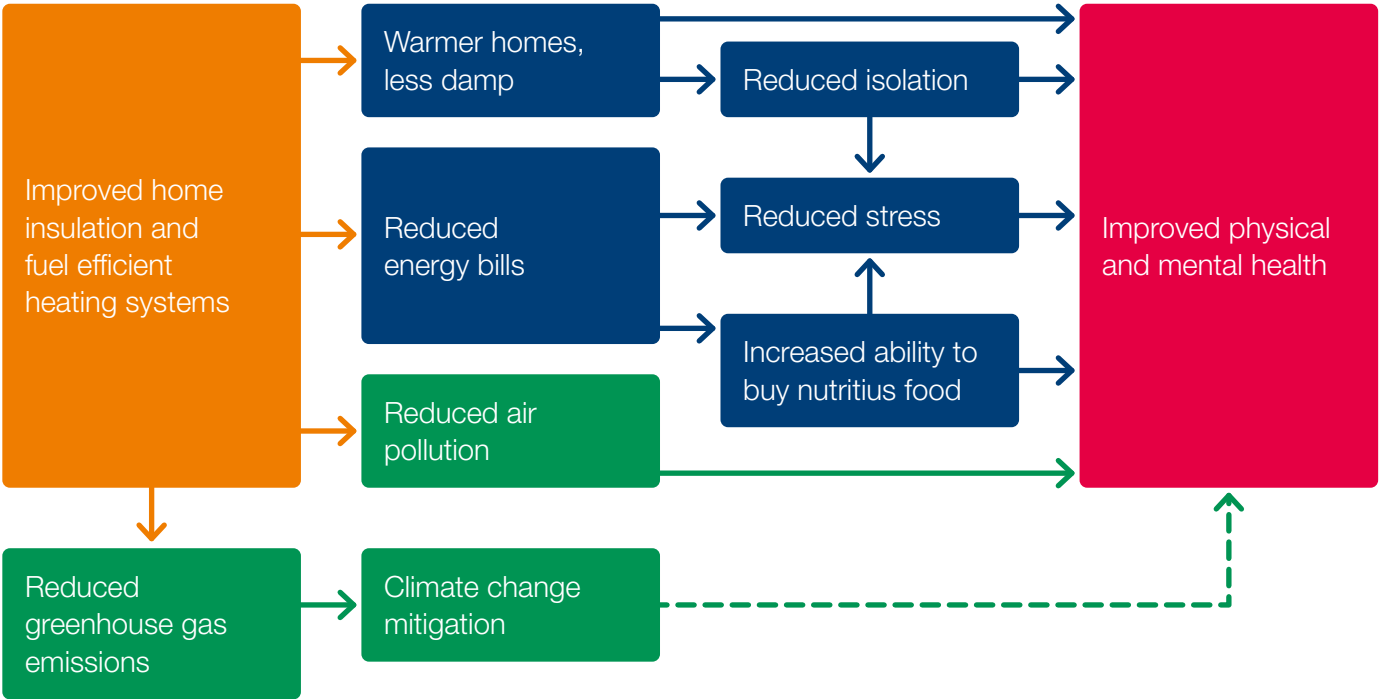 Improved home
insulation and
fuel efficient
heating systems
Warmer homes,
less damp
Reduced isolation
Reduced
energy bills
Reduced stress
Increased ability to
buy nutritius food
Reduced air
pollution
Improved physical
and mental health
Reduced
greenhouse gas
emissions
Climate change
mitigation